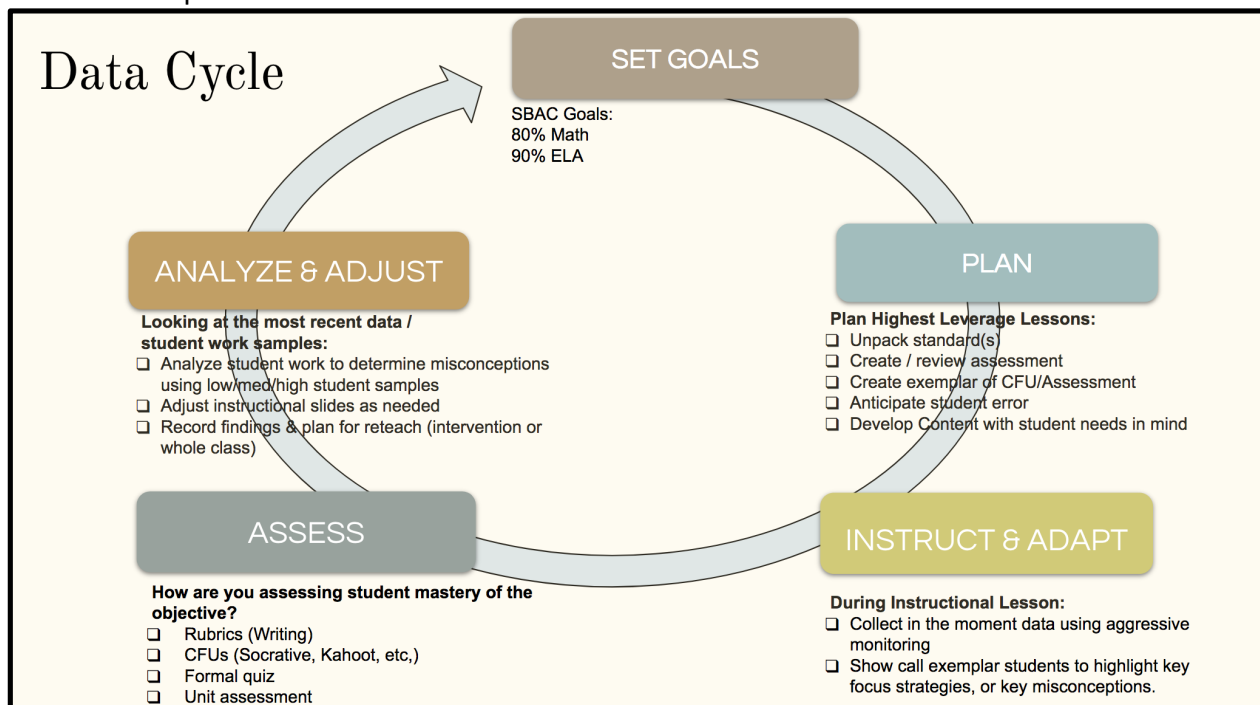 Data Cycle
SET GOALS
SBAC Goals:
80% Math
90% ELA
PLAN
Plan Highest Leverage Lessons:
❏ Unpack standard(s)
❏ Create / review assessment
❏ Create exemplar of CFU/Assessment
❏ Anticipate student error
❏ Develop Content with student needs in mind
INSTRUCT & ADAPT
During Instructional Lesson:
❏ Collect in the moment data using aggressive
monitoring
❏ Show call exemplar students to highlight key
focus strategies, or key misconceptions.
ASSESS
How are you assessing student mastery of the
objective?
❏ Rubrics (Writing)
❏ CFUs (Socrative, Kahoot, etc,)
❏ Formal quiz
❏ Unit assessment
ANALYZE & ADJUST
Looking at the most recent data /
student work samples:
❏ Analyze student work to determine misconceptions
using low/med/high student samples
❏ Adjust instructional slides as needed
❏ Record findings & plan for reteach (intervention or
whole class)